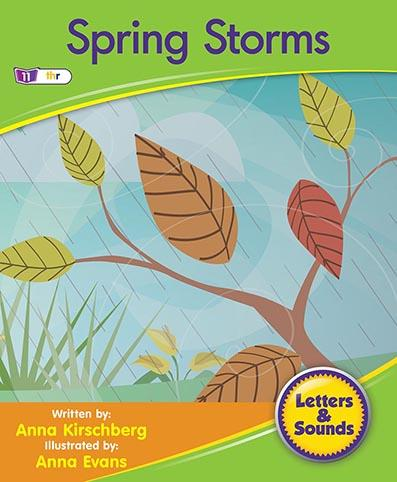 Spring Storms
11 thr
Written by:
Anna Kirschberg
Illustrated by:
Anna Evans
Letters
&
Sounds